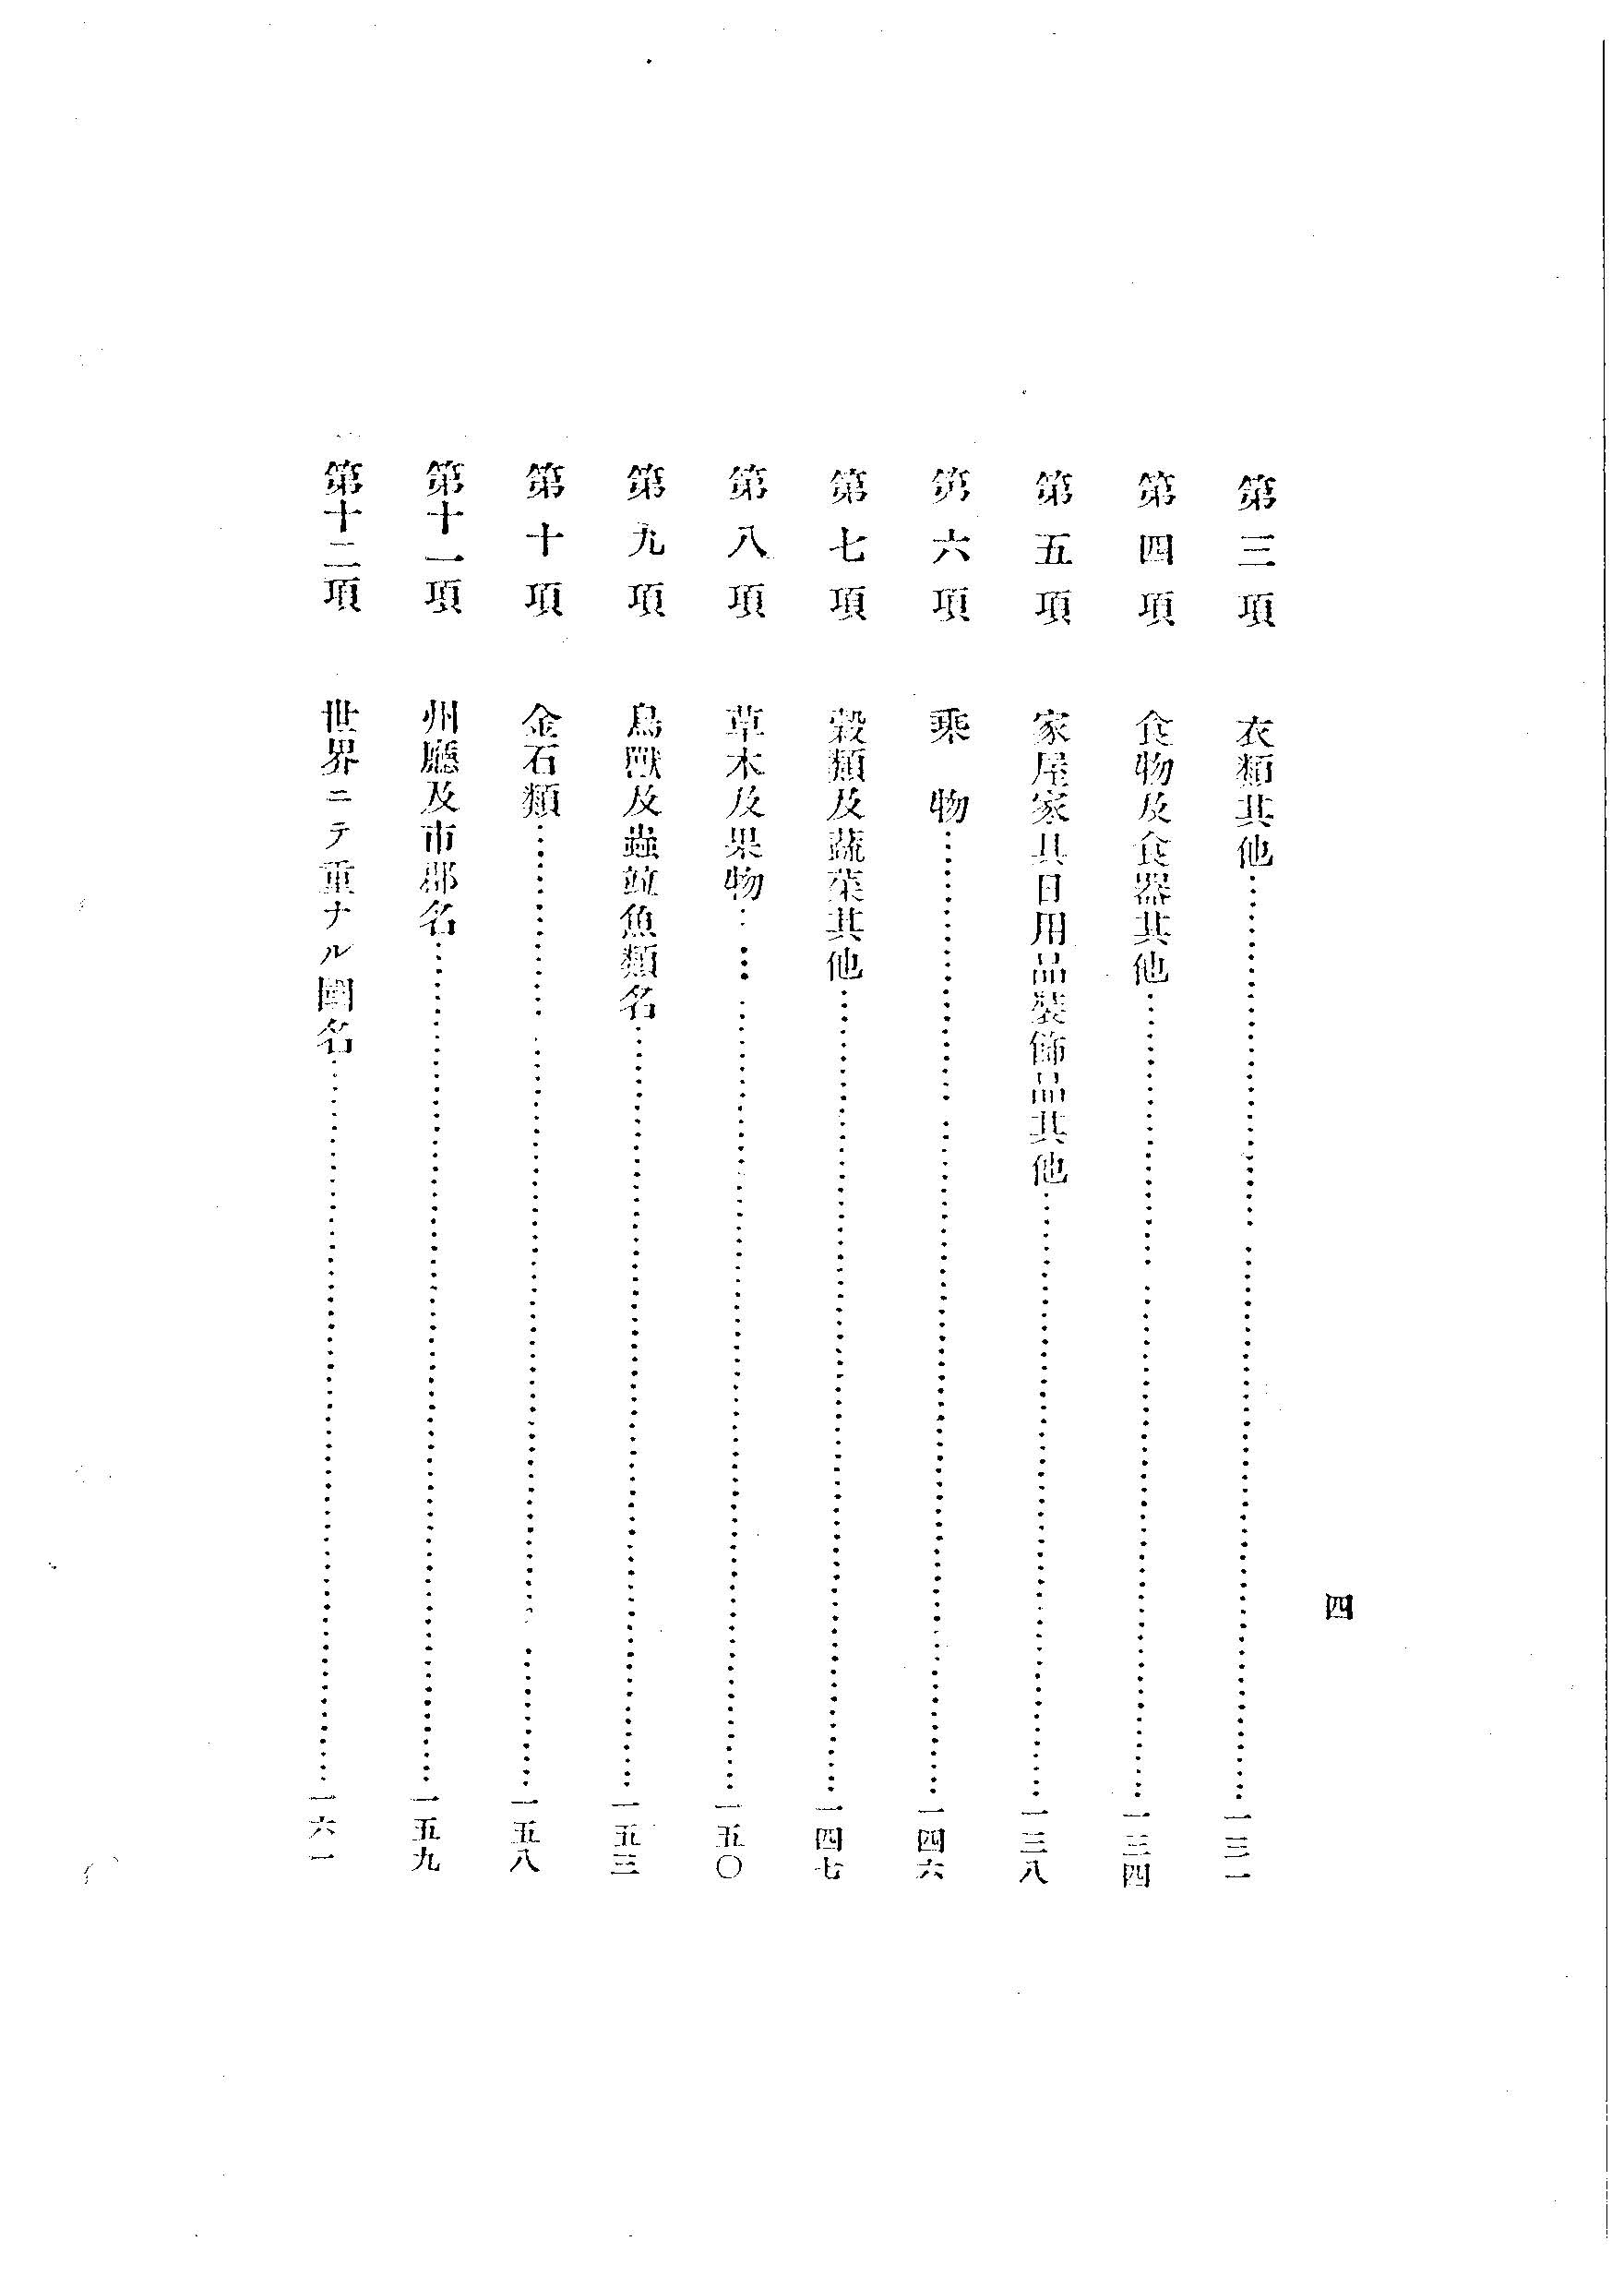 四
第三項　衣類其他……一三一
第四項　食物及食器其他……一三四
第五項　家屋家具日用品裝飾品其他……一三八
第六項　乘　物……一四六
第七項　穀類及蔬菜其他……一四七
第八項　草木及果物……一五〇
第九項　鳥獸及蟲魚類名……一五三
第十項　金石類……一五八
第十一項　州廳及市郡名……一五九
第十二項　世界ニテ重ナル國名……一六一